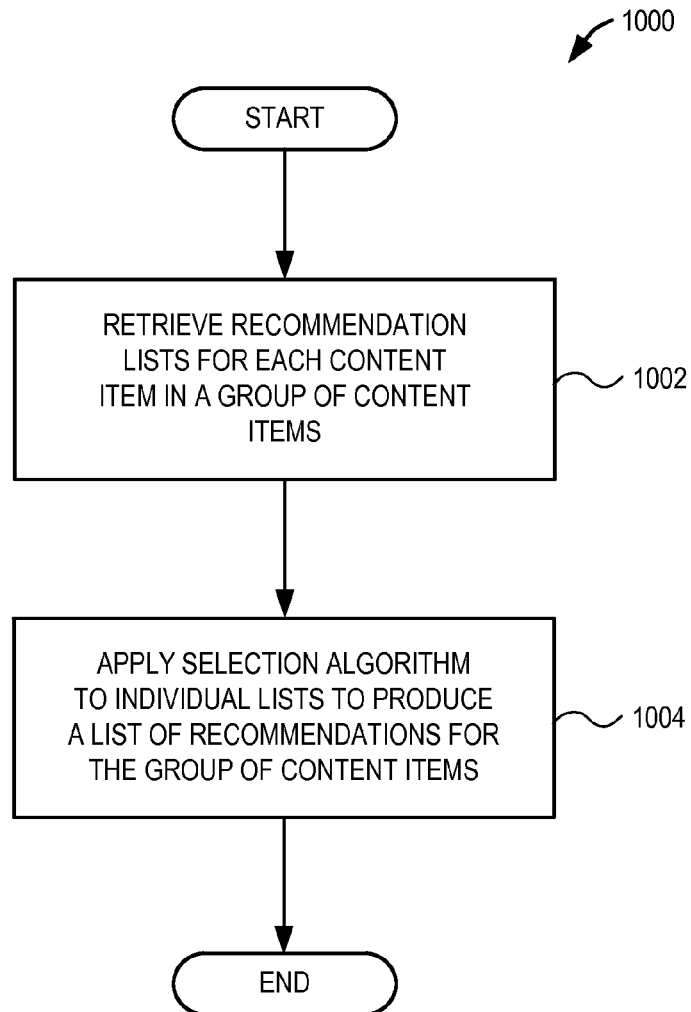 1000
START
RETRIEVE RECOMMENDATION
LISTS FOR EACH CONTENT
ITEM IN A GROUP OF CONTENT
ITEMS
1002
APPLY SELECTION ALGORITHM
TO INDIVIDUAL LISTS TO PRODUCE
A LIST OF RECOMMENDATIONS FOR
THE GROUP OF CONTENT ITEMS
1004
END